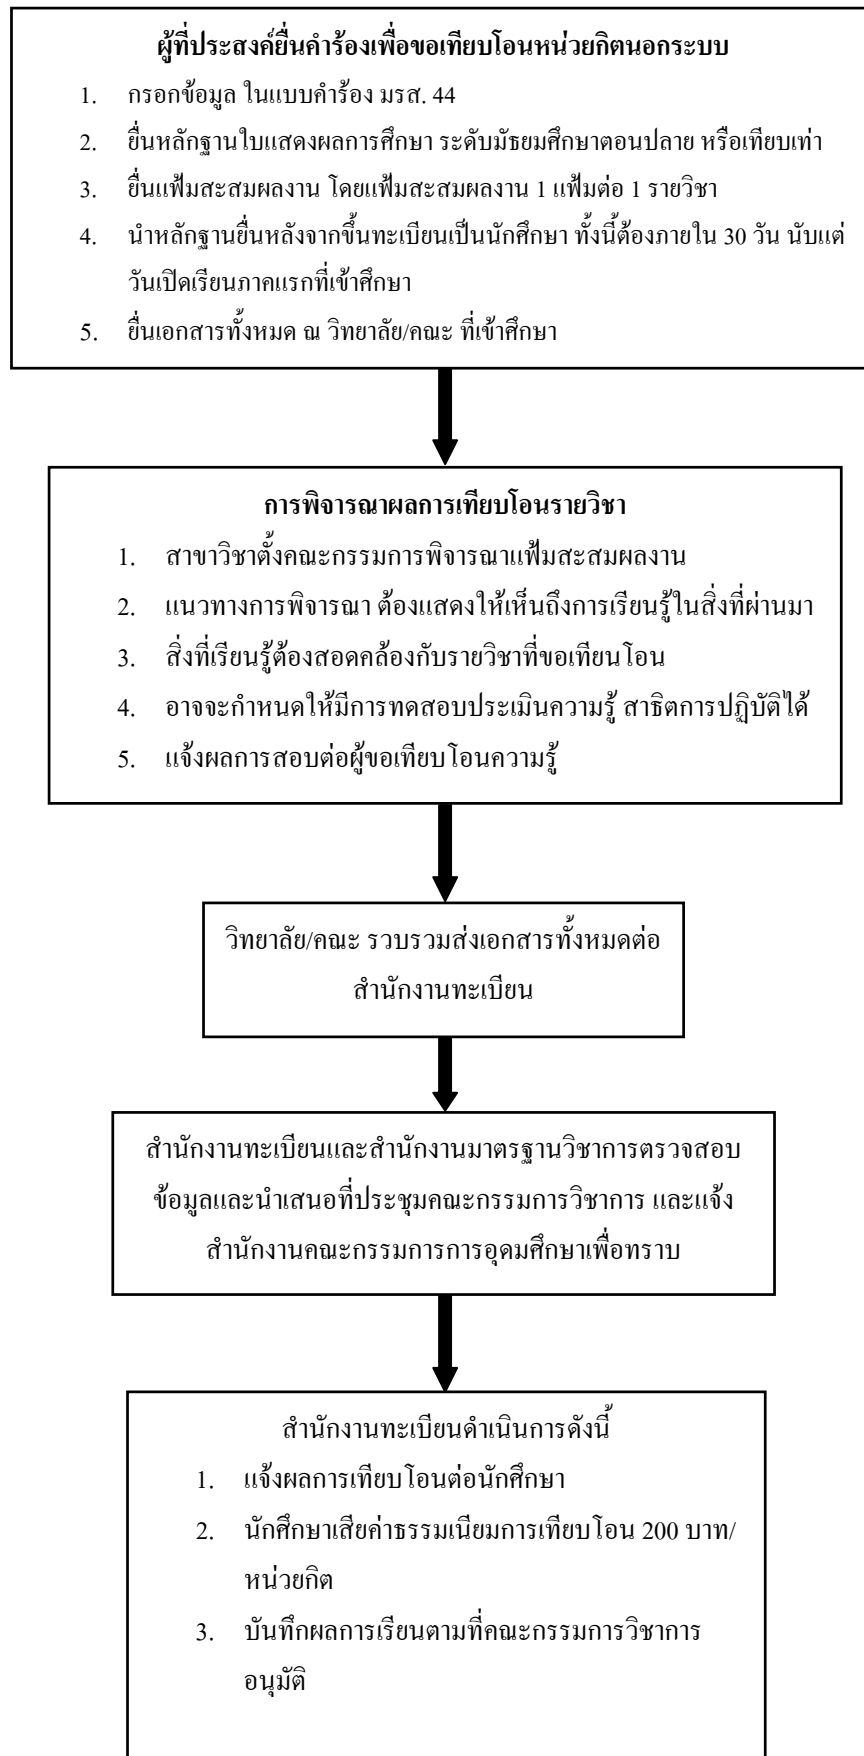 ผู้ที่ประสงค์ยื่นคำร้องเพื่อขอเทียบโอนหน่วยกิตนอกระบบ
1. กรอกข้อมูล ในแบบคำร้อง มรส. 44
2. ยื่นหลักฐานใบแสดงผลการศึกษา ระดับมัธยมศึกษาตอนปลาย หรือเทียบเท่า
3. ยื่นแฟ้มสะสมผลงาน โดยแฟ้มสะสมผลงาน 1 แฟ้มต่อ 1 รายวิชา
4. นำหลักฐานยื่นหลังจากขึ้นทะเบียนเป็นนักศึกษา ทั้งนี้ต้องภายใน 30 วัน นับแต่
วันเปิดเรียนภาคแรกที่เข้าศึกษา
5. ยื่นเอกสารทั้งหมด ณ วิทยาลัย/คณะ ที่เข้าศึกษา
การพิจารณาผลการเทียบโอนรายวิชา
1. สาขาวิชาตั้งคณะกรรมการพิจารณาแฟ้มสะสมผลงาน
2. แนวทางการพิจารณา ต้องแสดงให้เห็นถึงการเรียนรู้ในสิ่งที่ผ่านมา
3. สิ่งที่เรียนรู้ต้องสอดคล้องกับรายวิชาที่ขอเทียนโอน
4. อาจจะกำหนดให้มีการทดสอบประเมินความรู้ สาธิตการปฏิบัติได้
5. แจ้งผลการสอบต่อผู้ขอเทียบโอนความรู้
วิทยาลัย/คณะ รวบรวมส่งเอกสารทั้งหมดต่อ
สำนักงานทะเบียน
สำนักงานทะเบียนและสำนักงานมาตรฐานวิชาการตรวจสอบ
ข้อมูลและนำเสนอที่ประชุมคณะกรรมการวิชาการ และแจ้ง
สำนักงานคณะกรรมการการอุดมศึกษาเพื่อทราบ
สำนักงานทะเบียนดำเนินการดังนี้
1. แจ้งผลการเทียบโอนต่อนักศึกษา
2. นักศึกษาเสียค่าธรรมเนียมการเทียบโอน 200 บาท/
หน่วยกิต
3. บันทึกผลการเรียนตามที่คณะกรรมการวิชาการ
อนุมัติ